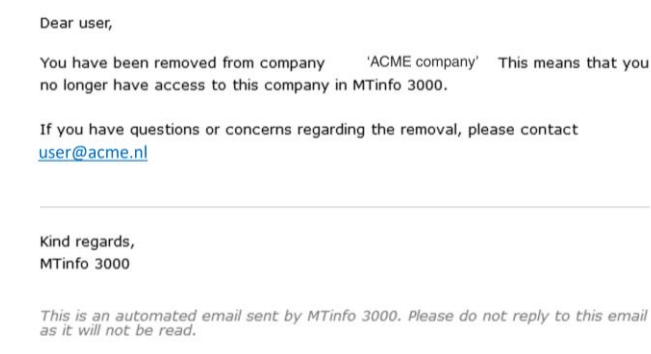 Dear user,
You have been removed from company 'ACME company' This means that you
no longer have access to this company in MTinfo 3000.
If you have questions or concerns regarding the removal, please contact
user@acme.nl
Kind regards,
MTinfo 3000
This is an automated email sent by MTinfo 3000. Please do not reply to this email
as it will not be read.